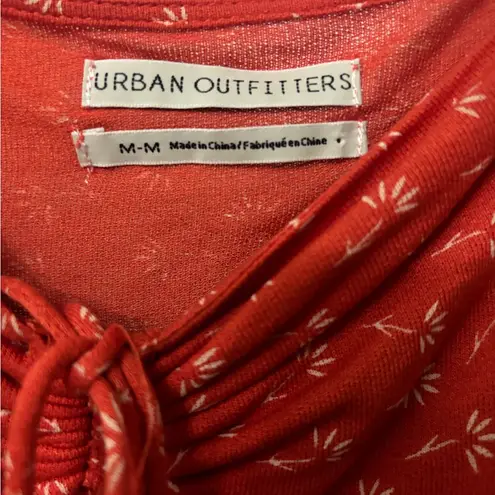 URBAN OUTFITTERS
M-M Made in China / Fabriqué en Chine